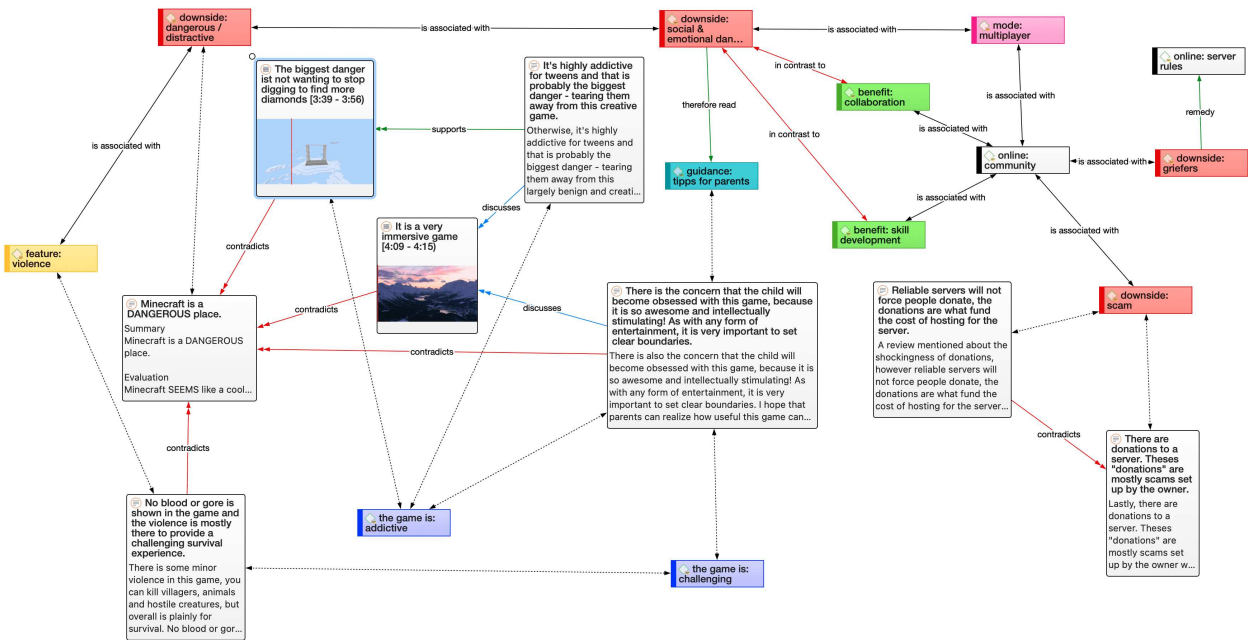 downside:
dangerous /
distractive
is associated with
downside:
social &
emotional dan...
is associated with
mode:
multiplayer
online: server
rules
in contrast to
benefit:
collaboration
therefore read
is associated with
remedy
The biggest danger
ist not wanting to stop
digging to find more
diamonds [3:39 - 3:56)
It's highly addictive
for tweens and that is
probably the biggest
danger - tearing them
away from this creative
game.
Otherwise, it's highly
addictive for tweens and
that is probably the
biggest danger - tearing
them away from this
largely benign and creati...
supports
is associated with
in contrast to
is associated with
online:
community
is associated with
downside:
griefers
guidance:
tipps for parents
is associated with
discusses
benefit: skill
development
is associated with
feature:
violence
contradicts
It is a very
immersive game
[4:09 - 4:15)
Minecraft is a
DANGEROUS place.
Summary
Minecraft is a DANGEROUS
place.
Evaluation
Minecraft SEEMS like a cool...
contradicts
discusses
contradicts
There is the concern that the child will
become obsessed with this game, because
it is so awesome and intellectually
stimulating! As with any form of
entertainment, it is very important to set
clear boundaries.
There is also the concern that the child will
become obsessed with this game, because it is
so awesome and intellectually stimulating! As
with any form of entertainment, it is very
important to set clear boundaries. I hope that
parents can realize how useful this game can...
Reliable servers will not
force people donate, the
donations are what fund
the cost of hosting for the
server.
A review mentioned about the
shockingness of donations,
however reliable servers will
not force people donate, the
donations are what fund the
cost of hosting for the server...
downside:
scam
contradicts
contradicts
There are
donations to a
server. Theses
"donations" are
mostly scams set
up by the owner.
Lastly, there are
donations to a
server. Theses
"donations" are
mostly scams set
up by the owner w...
No blood or gore is
shown in the game and
the violence is mostly
there to provide a
challenging survival
experience.
There is some minor
violence in this game, you
can kill villagers, animals
and hostile creatures, but
overall is plainly for
survival. No blood or gor...
the game is:
addictive
the game is:
challenging